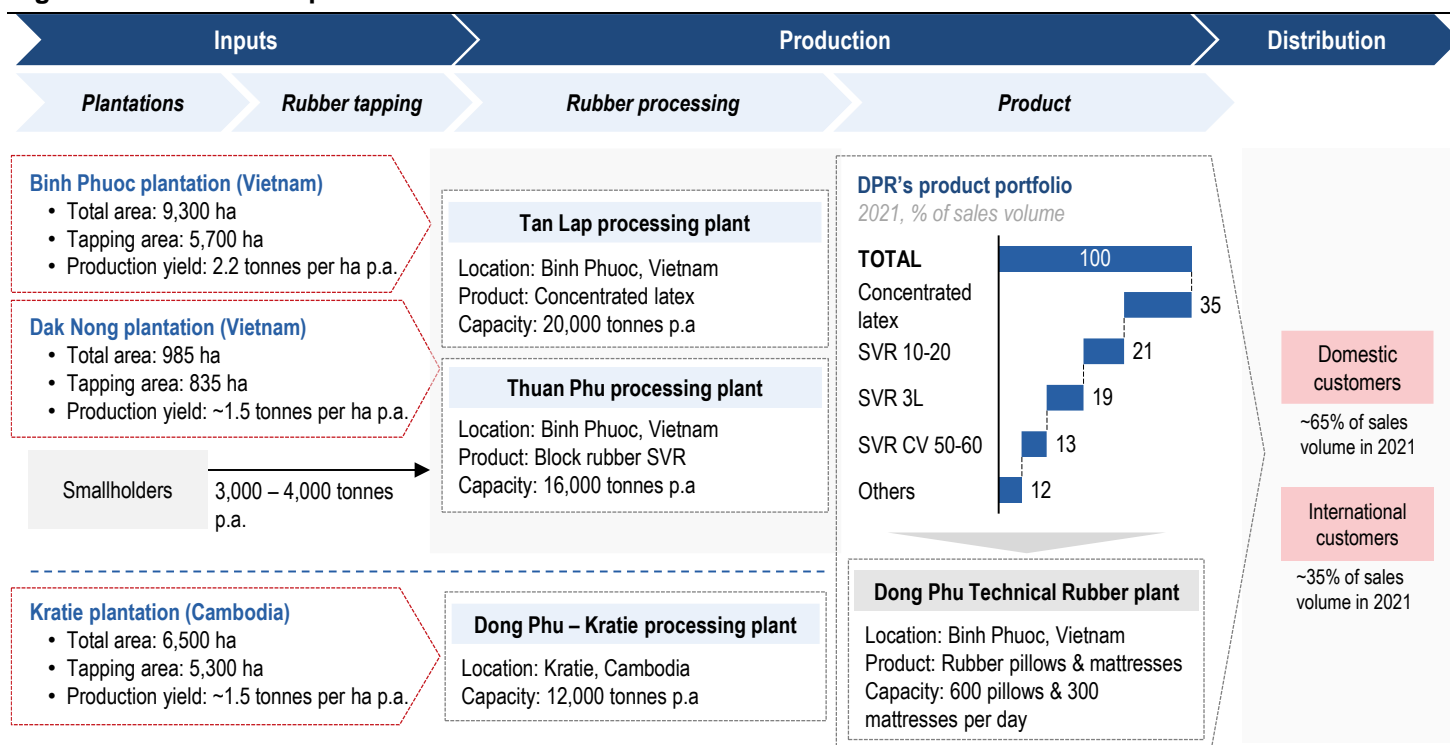 Inputs
Production
Distribution
Plantations
Rubber tapping
Rubber processing
Product
Binh Phuoc plantation (Vietnam)
• Total area: 9,300 ha
• Tapping area: 5,700 ha
• Production yield: 2.2 tonnes per ha p.a.
Dak Nong plantation (Vietnam)
• Total area: 985 ha
• Tapping area: 835 ha
• Production yield: ~1.5 tonnes per ha p.a.
Smallholders
3,000 – 4,000 tonnes
p.a.
Kratie plantation (Cambodia)
• Total area: 6,500 ha
• Tapping area: 5,300 ha
• Production yield: ~1.5 tonnes per ha p.a.
Tan Lap processing plant
Location: Binh Phuoc, Vietnam
Product: Concentrated latex
Capacity: 20,000 tonnes p.a
Thuan Phu processing plant
Location: Binh Phuoc, Vietnam
Product: Block rubber SVR
Capacity: 16,000 tonnes p.a
Dong Phu – Kratie processing plant
Location: Kratie, Cambodia
Capacity: 12,000 tonnes p.a
DPR's product portfolio
2021, % of sales volume
TOTAL
100
Concentrated
latex
35
SVR 10-20
21
SVR 3L
19
SVR CV 50-60
13
Others
12
Dong Phu Technical Rubber plant
Location: Binh Phuoc, Vietnam
Product: Rubber pillows & mattresses
Capacity: 600 pillows & 300
mattresses per day
Domestic
customers
~65% of sales
volume in 2021
International
customers
~35% of sales
volume in 2021